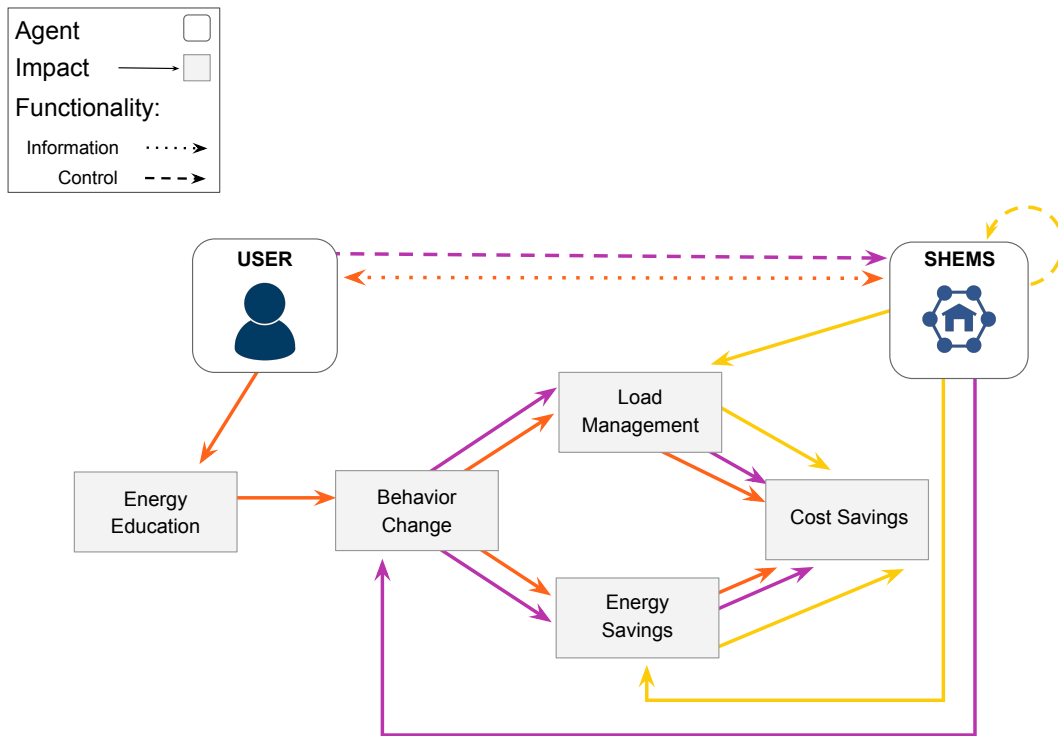 Agent
Impact
Functionality:
Information
Control
USER
SHEMS
Load
Management
Energy
Education
Behavior
Change
Cost Savings
Energy
Savings